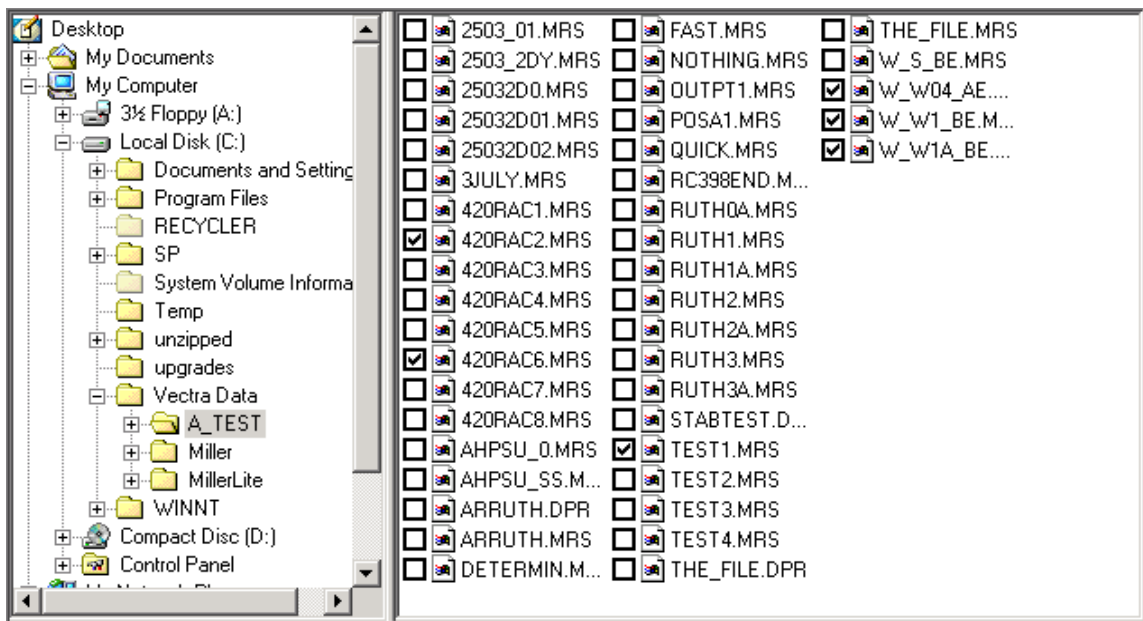 Desktop
My Documents
My Computer
3½ Floppy (A:)
Local Disk (C:)
Documents and Setting
Program Files
RECYCLER
SP
System Volume Informa
Temp
unzipped
upgrades
Vectra Data
A_TEST
Miller
MillerLite
WINNT
Compact Disc (D:)
Control Panel
2503_01.MRS
2503_2DY.MRS
25032D0.MRS
25032D01.MRS
25032D02.MRS
3JULY.MRS
420RAC1.MRS
420RAC2.MRS
420RAC3.MRS
420RAC4.MRS
420RAC5.MRS
420RAC6.MRS
420RAC7.MRS
420RAC8.MRS
AHPSU_0.MRS
AHPSU_SS.M...
ARRUTH.DPR
ARRUTH.MRS
DETERMIN.M...
FAST.MRS
NOTHING.MRS
OUTPT1.MRS
POSA1.MRS
QUICK.MRS
RC398END.M...
RUTH0A.MRS
RUTH1.MRS
RUTH1A.MRS
RUTH2.MRS
RUTH2A.MRS
RUTH3.MRS
RUTH3A.MRS
STABTEST.D...
TEST1.MRS
TEST2.MRS
TEST3.MRS
TEST4.MRS
THE_FILE.DPR
THE_FILE.MRS
W_S_BE.MRS
W_W04_AE....
W_W1_BE.M...
W_W1A_BE....